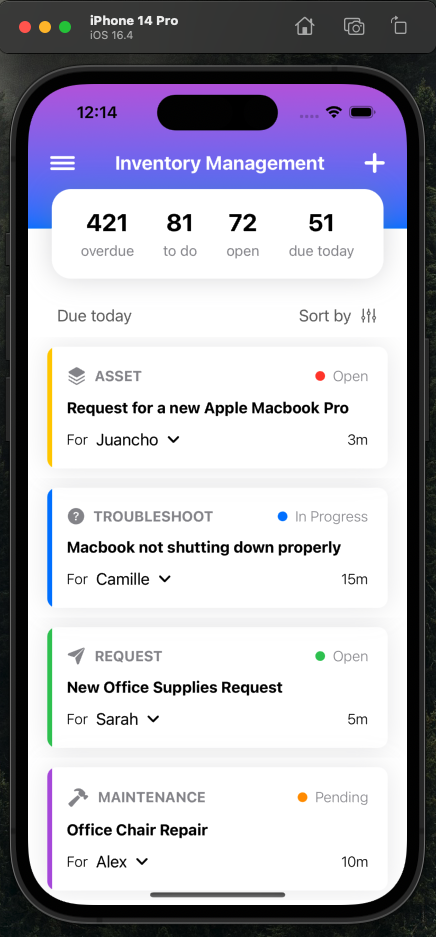 iPhone 14 Pro
iOS 16.4
12:14
Inventory Management
421 81 72 51
overdue to do open due today
Due today Sort by
ASSET Open
Request for a new Apple Macbook Pro
For Juancho 3m
TROUBLESHOOT In Progress
Macbook not shutting down properly
For Camille 15m
REQUEST Open
New Office Supplies Request
For Sarah 5m
MAINTENANCE Pending
Office Chair Repair
For Alex 10m